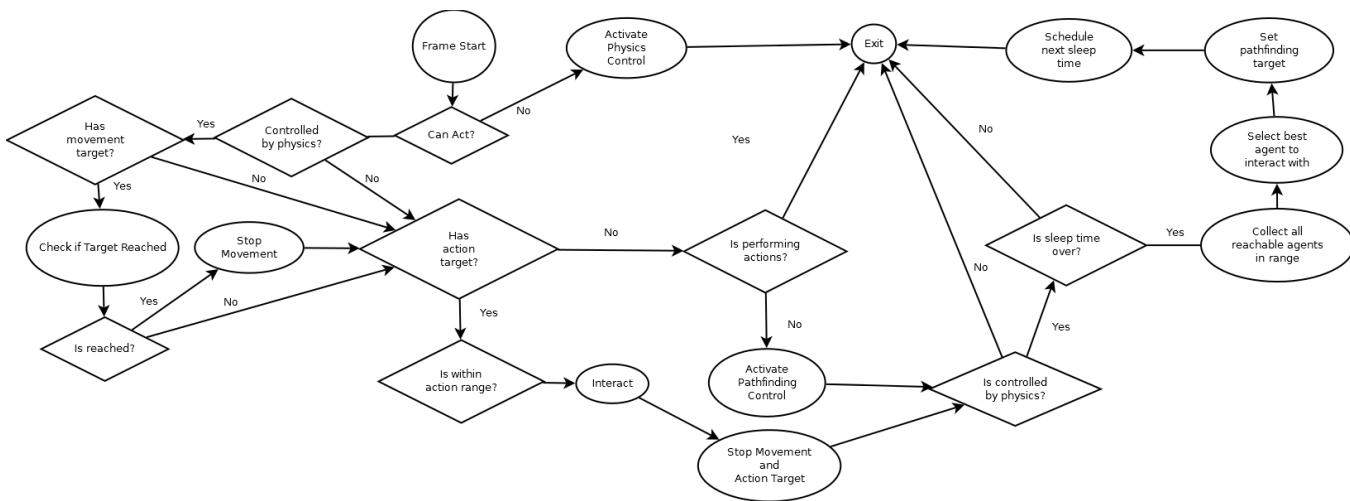 Frame Start
Activate
Physics
Control
Exit
Schedule
next sleep
time
Set
pathfinding
target
No
Can Act?
Yes
Controlled
by physics?
Has
movement
target?
Yes
No
No
Yes
No
Select best
agent to
interact with
Check if Target Reached
Stop
Movement
Has
action
target?
No
Is performing
actions?
Is sleep time
over?
Yes
Collect all
reachable agents
in range
Yes
No
Is reached?
Yes
No
No
Yes
Is within
action range?
Interact
Activate
Pathfinding
Control
Is controlled
by physics?
Stop Movement
and
Action Target